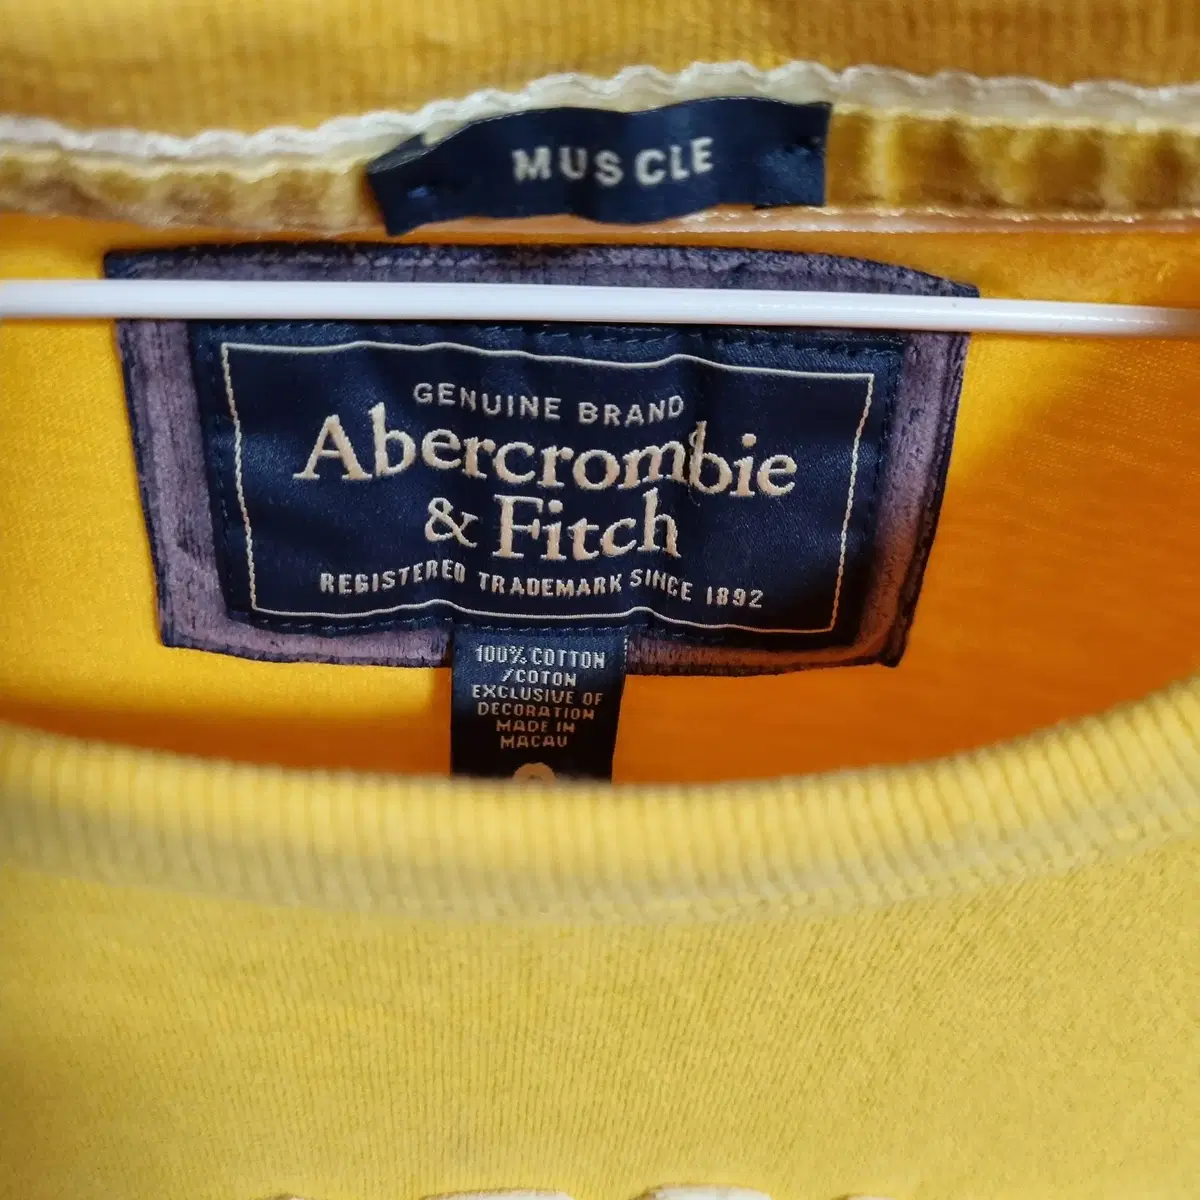 MUSCLE
GENUINE BRAND
Abercrombie
& Fitch
REGISTERED TRADEMARK SINCE 1892
100% COTTON
/COTON
EXCLUSIVE OF
DECORATION
MADE IN
MACAU